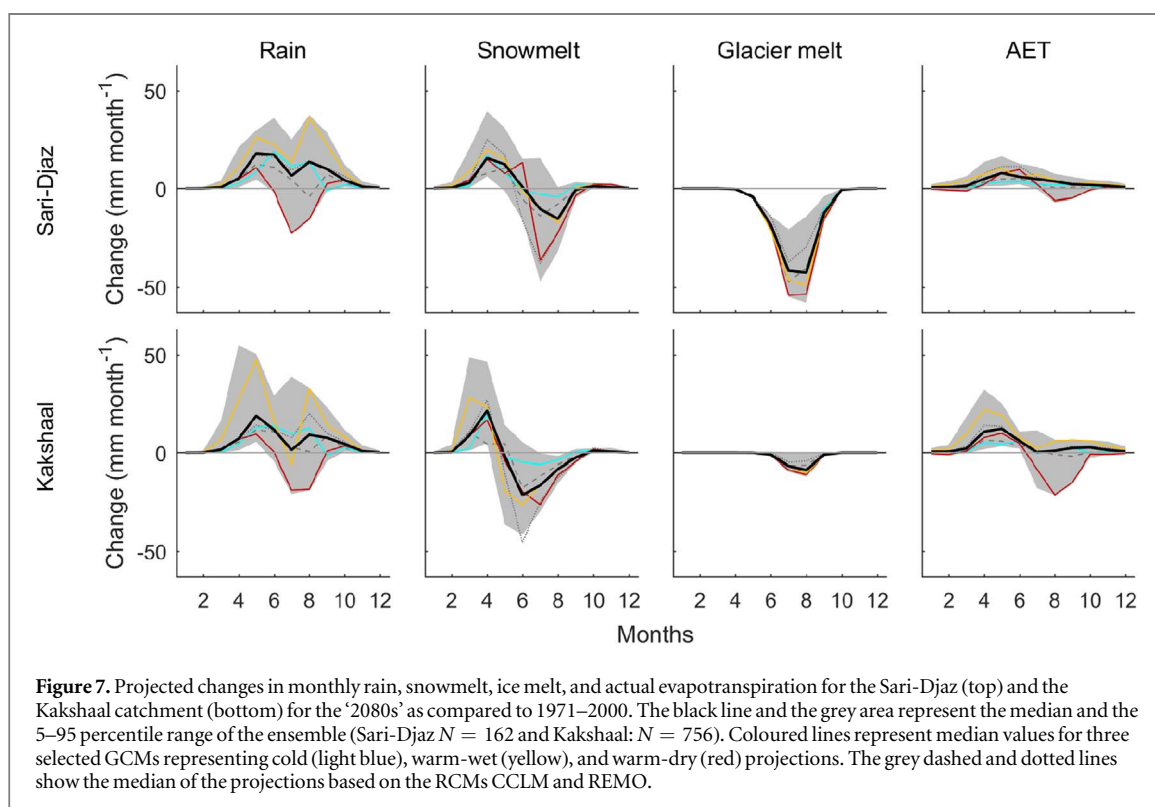 Rain Snowmelt Glacier melt AET
Sari-Djaz
Change (mm month⁻¹)
50
0
-50
Kakshaal
Change (mm month⁻¹)
50
0
-50
2 4 6 8 10 12 2 4 6 8 10 12 2 4 6 8 10 12 2 4 6 8 10 12
Months
Figure 7. Projected changes in monthly rain, snowmelt, ice melt, and actual evapotranspiration for the Sari-Djaz (top) and the
Kakshaal catchment (bottom) for the ‘2080s’ as compared to 1971–2000. The black line and the grey area represent the median and the
5–95 percentile range of the ensemble (Sari-Djaz N = 162 and Kakshaal: N = 756). Coloured lines represent median values for three
selected GCMs representing cold (light blue), warm-wet (yellow), and warm-dry (red) projections. The grey dashed and dotted lines
show the median of the projections based on the RCMs CCLM and REMO.